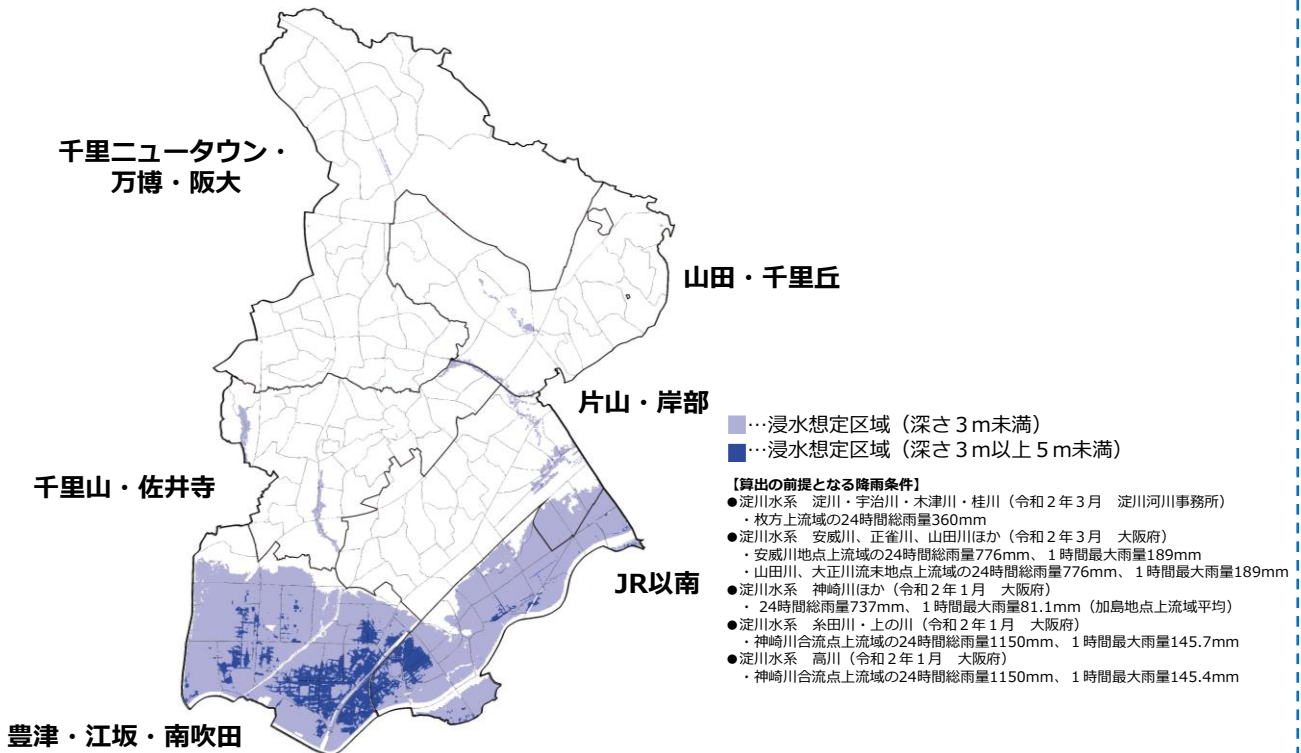 千里ニュータウン・
万博・阪大
山田・千里丘
片山・岸部
千里山・佐井寺
JR以南
豊津・江坂・南吹田
…浸水想定区域（深さ３ｍ未満）
…浸水想定区域（深さ３ｍ以上５ｍ未満）
【算出の前提となる降雨条件】
●淀川水系　淀川・宇治川・木津川・桂川（令和２年３月　淀川河川事務所）
・枚方上流域の24時間総雨量360mm
●淀川水系　安威川、正雀川、山田川ほか（令和２年３月　大阪府）
・安威川地点上流域の24時間総雨量776mm、１時間最大雨量189mm
・山田川、大正川流末地点上流域の24時間総雨量776mm、１時間最大雨量189mm
●淀川水系　神崎川ほか（令和２年１月　大阪府）
・ 24時間総雨量737mm、１時間最大雨量81.1mm（加島地点上流域平均）
●淀川水系　糸田川・上の川（令和２年１月　大阪府）
・神崎川合流点上流域の24時間総雨量1150mm、１時間最大雨量145.7mm
●淀川水系　高川（令和２年１月　大阪府）
・神崎川合流点上流域の24時間総雨量1150mm、１時間最大雨量145.4mm